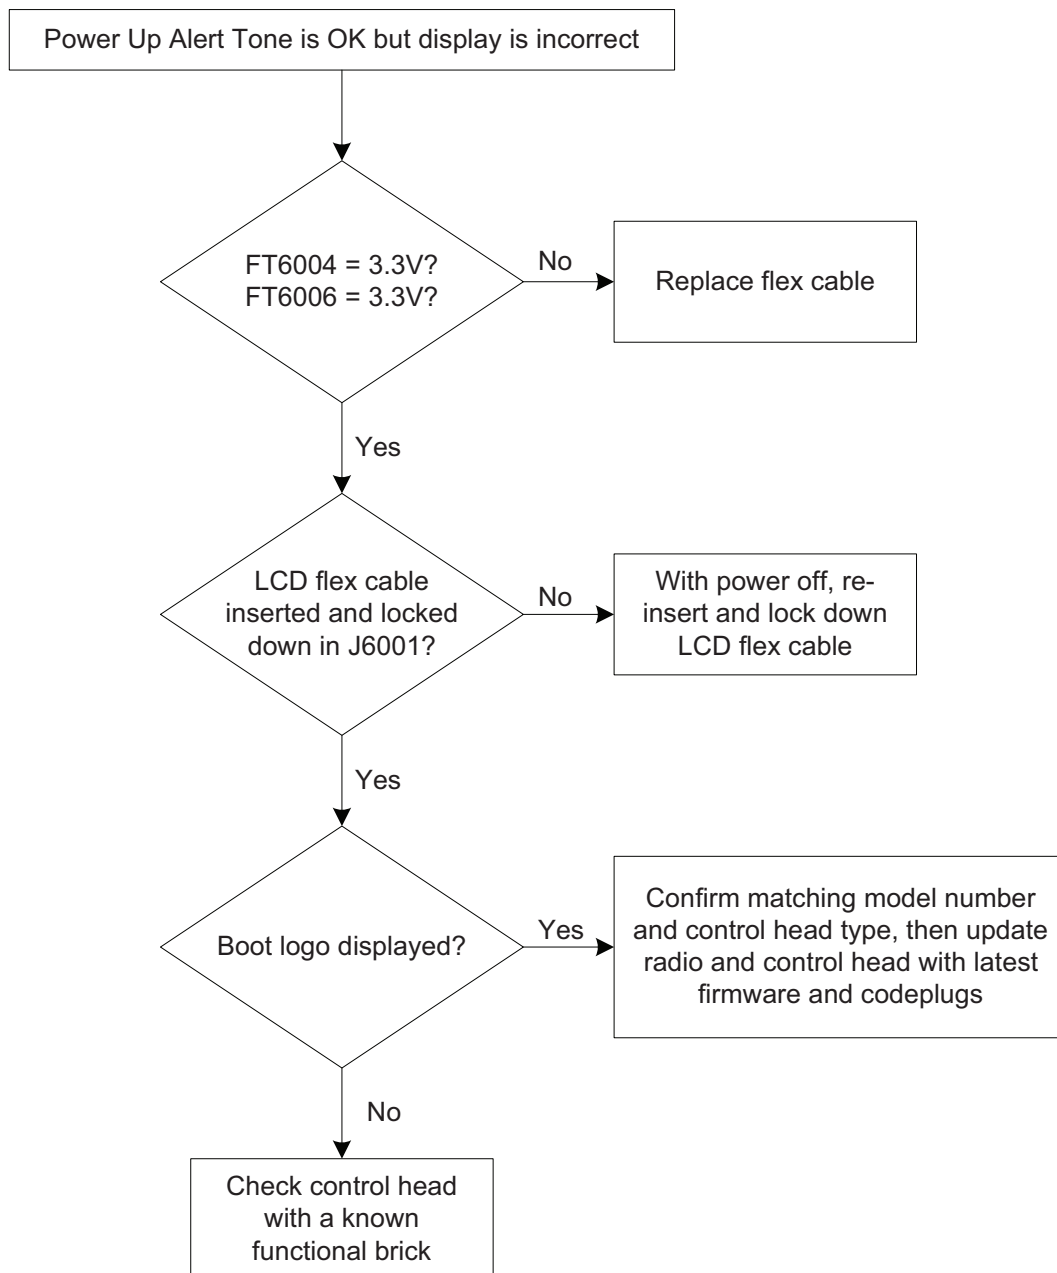 Power Up Alert Tone is OK but display is incorrect
FT6004 = 3.3V?
FT6006 = 3.3V?
No
Replace flex cable
Yes
LCD flex cable
inserted and locked
down in J6001?
No
With power off, re-
insert and lock down
LCD flex cable
Yes
Boot logo displayed?
Yes
Confirm matching model number
and control head type, then update
radio and control head with latest
firmware and codeplugs
No
Check control head
with a known
functional brick